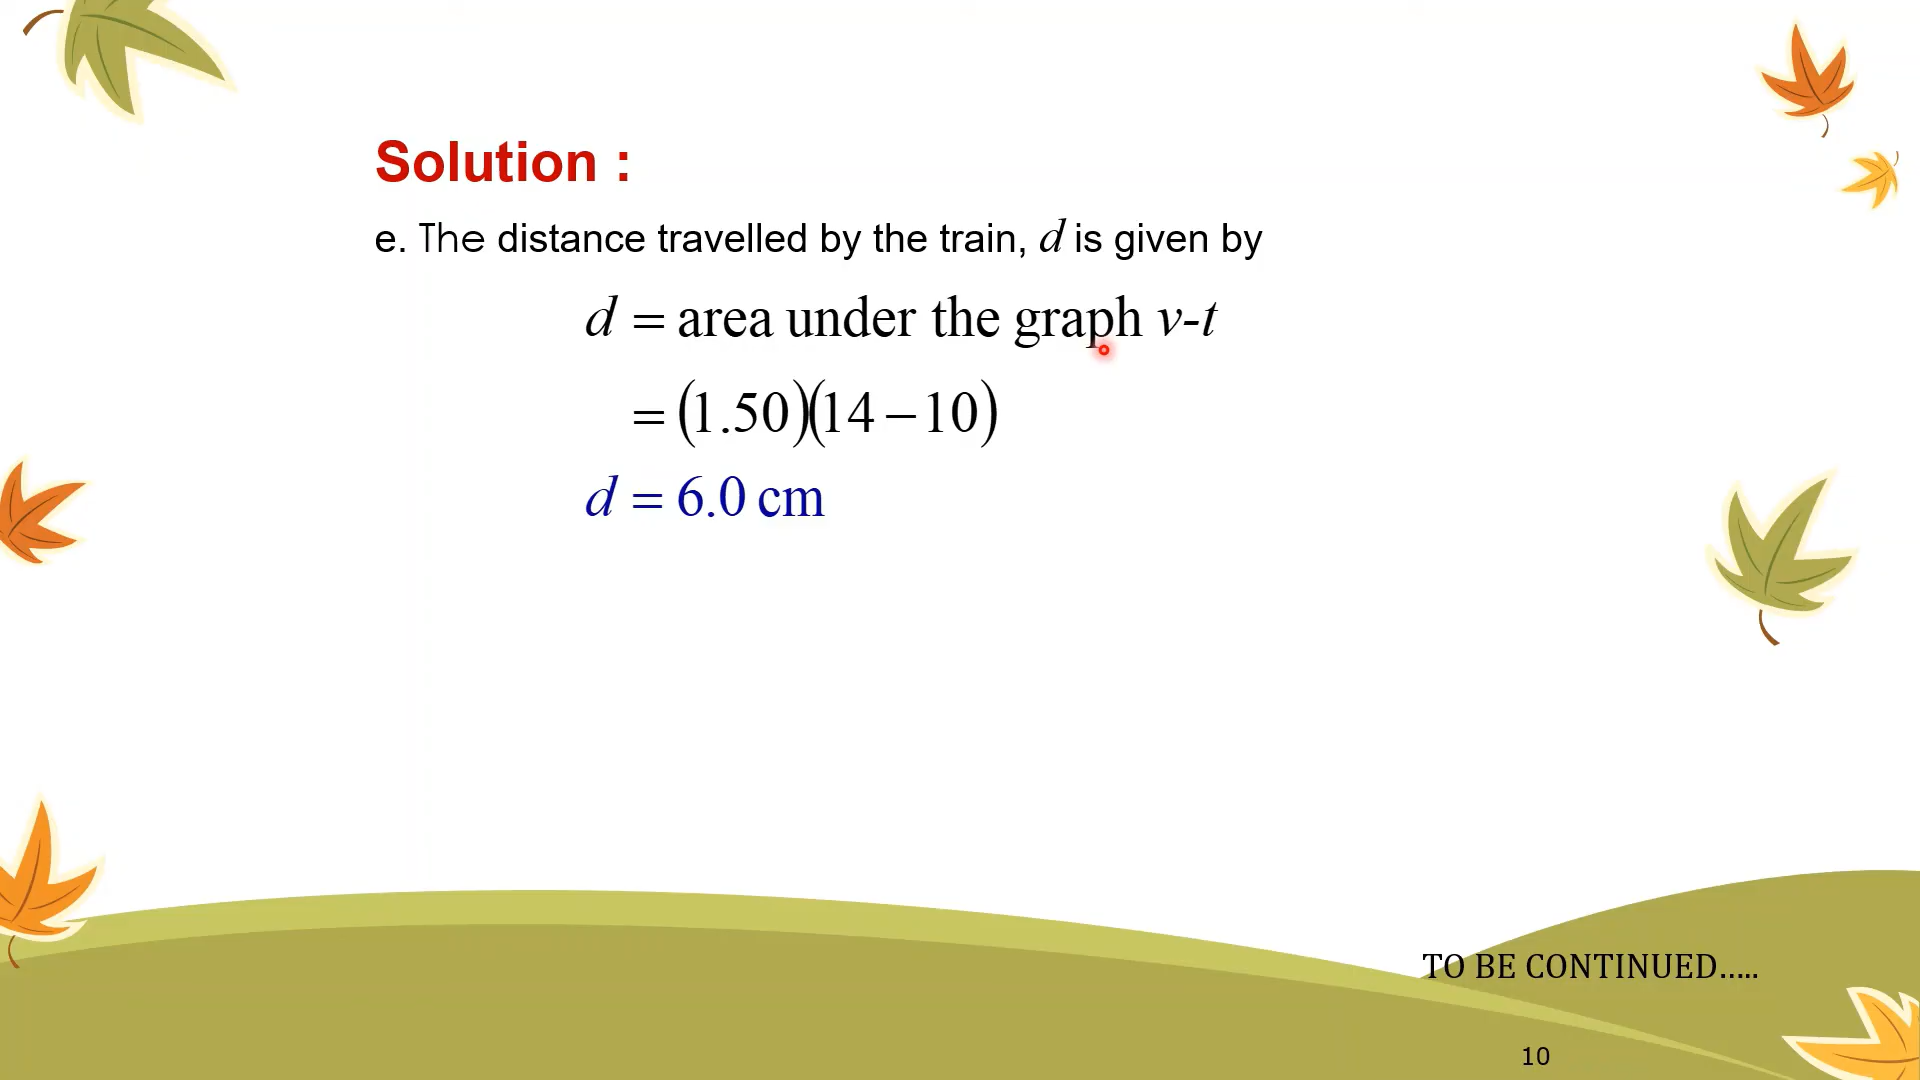 Solution :
e. The distance travelled by the train, d is given by
d = area under the graph v-t
= (1.50)(14 − 10)
d = 6.0 cm
TO BE CONTINUED.....
10